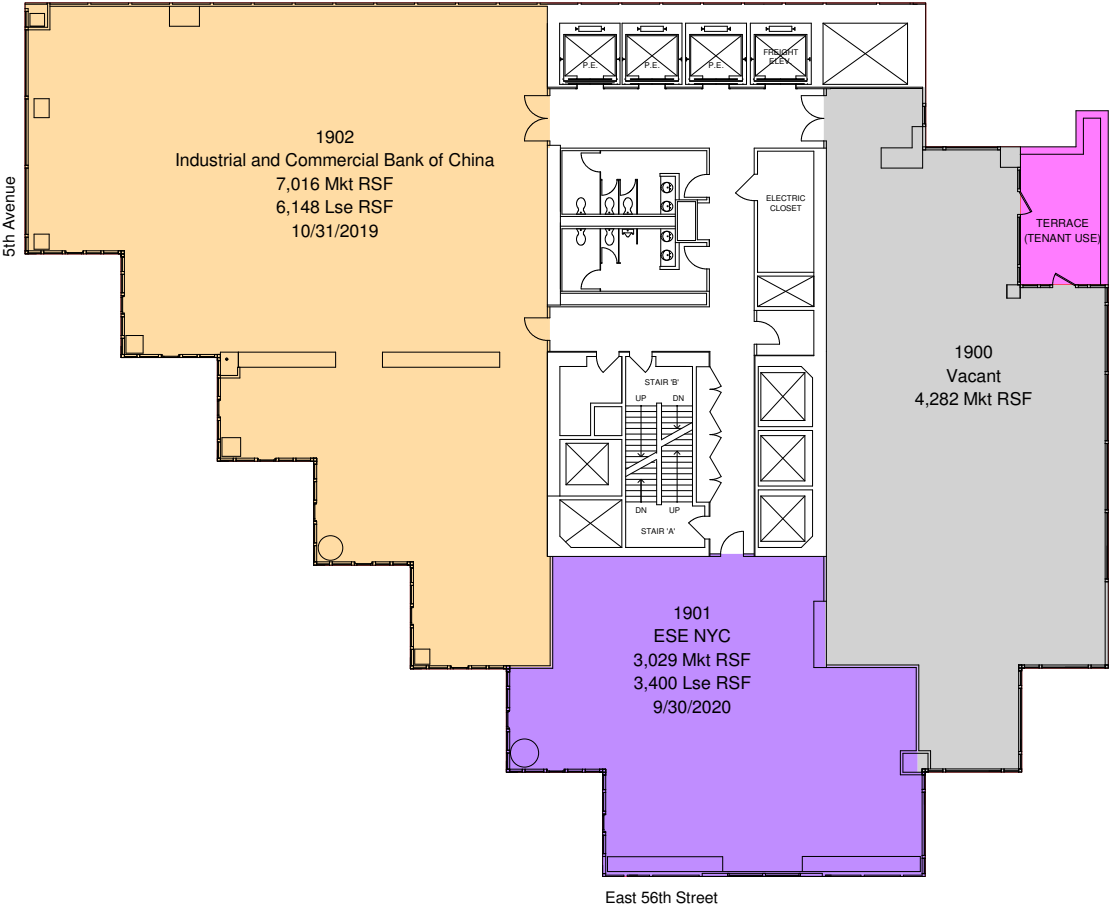 P.E.
P.E.
P.E.
FREIGHT
ELEV.
1902
Industrial and Commercial Bank of China
7,016 Mkt RSF
6,148 Lse RSF
10/31/2019
5th Avenue
ELECTRIC
CLOSET
TERRACE
(TENANT USE)
1900
Vacant
4,282 Mkt RSF
STAIR 'B'
UP
DN
DN
UP
STAIR 'A'
1901
ESE NYC
3,029 Mkt RSF
3,400 Lse RSF
9/30/2020
East 56th Street